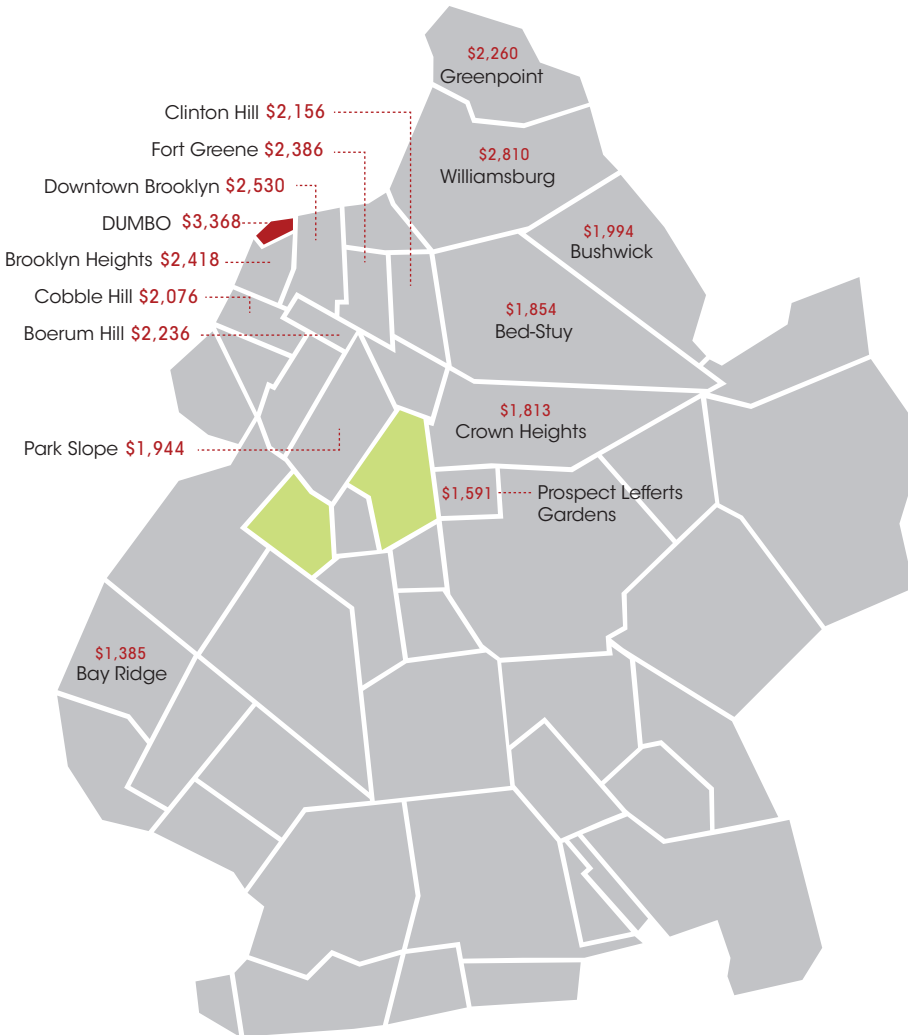 $2,260
Greenpoint
Clinton Hill $2,156
Fort Greene $2,386
$2,810
Williamsburg
Downtown Brooklyn $2,530
DUMBO $3,368
$1,994
Bushwick
Brooklyn Heights $2,418
Cobble Hill $2,076
$1,854
Bed-Stuy
Boerum Hill $2,236
$1,813
Crown Heights
Park Slope $1,944
$1,591
Prospect Lefferts
Gardens
$1,385
Bay Ridge